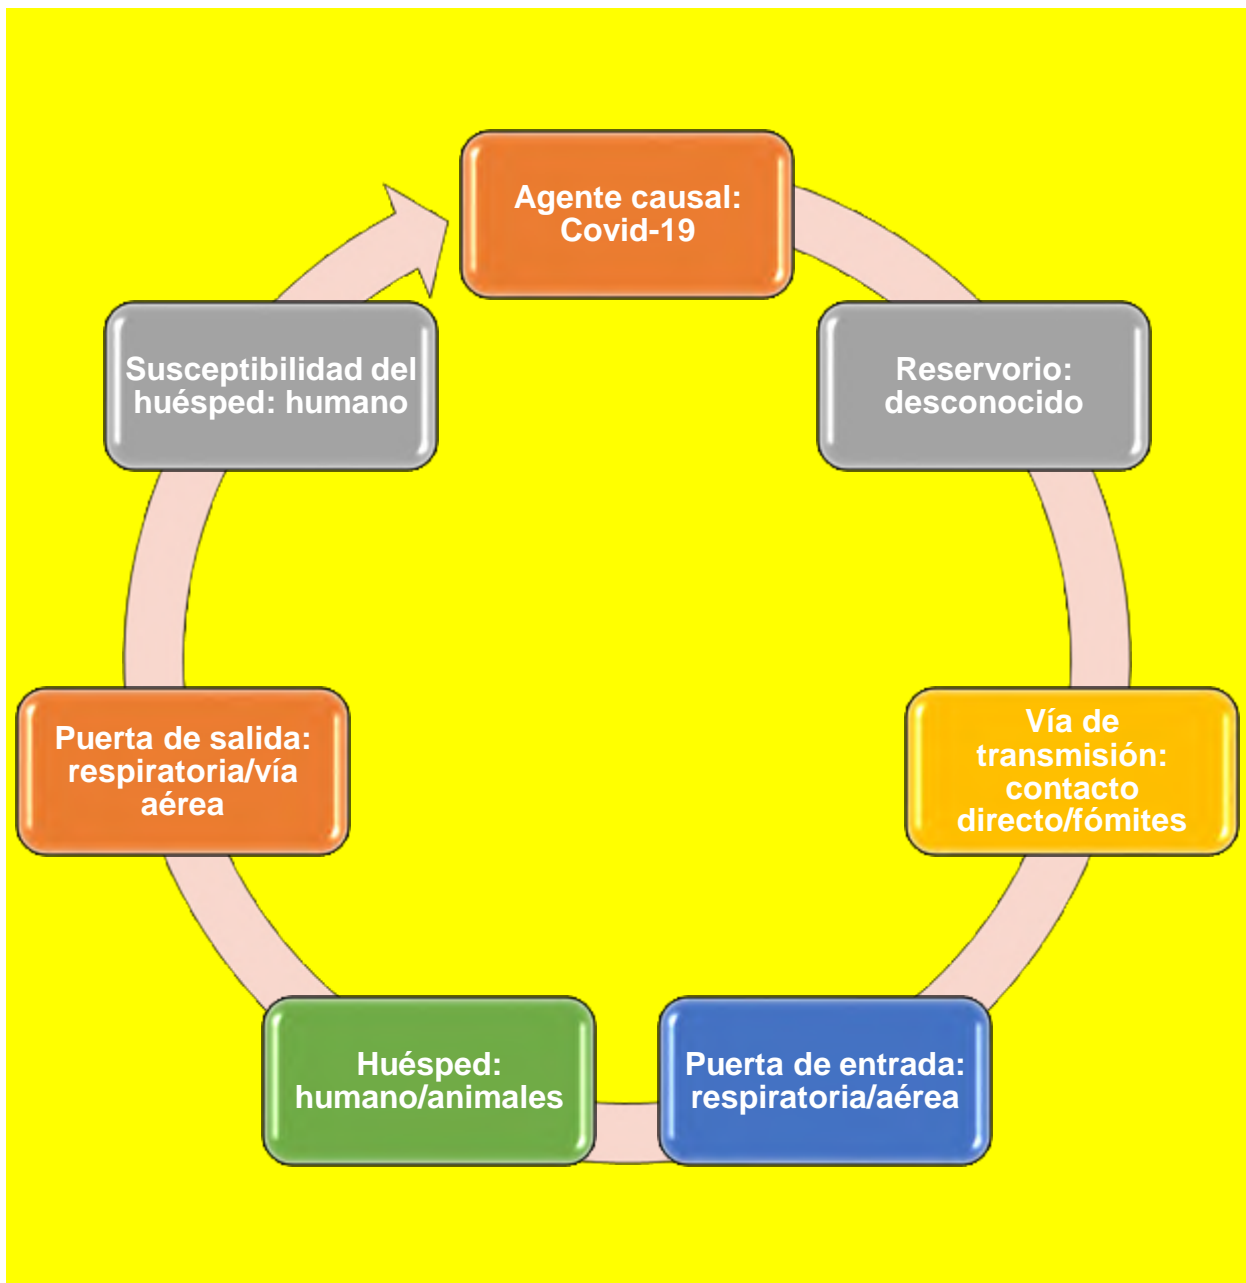 Agente causal:
Covid-19
Reservorio:
desconocido
Vía de
transmisión:
contacto
directo/fómites
Puerta de entrada:
respiratoria/aérea
Huésped:
humano/animales
Puerta de salida:
respiratoria/vía
aérea
Susceptibilidad del
huésped: humano